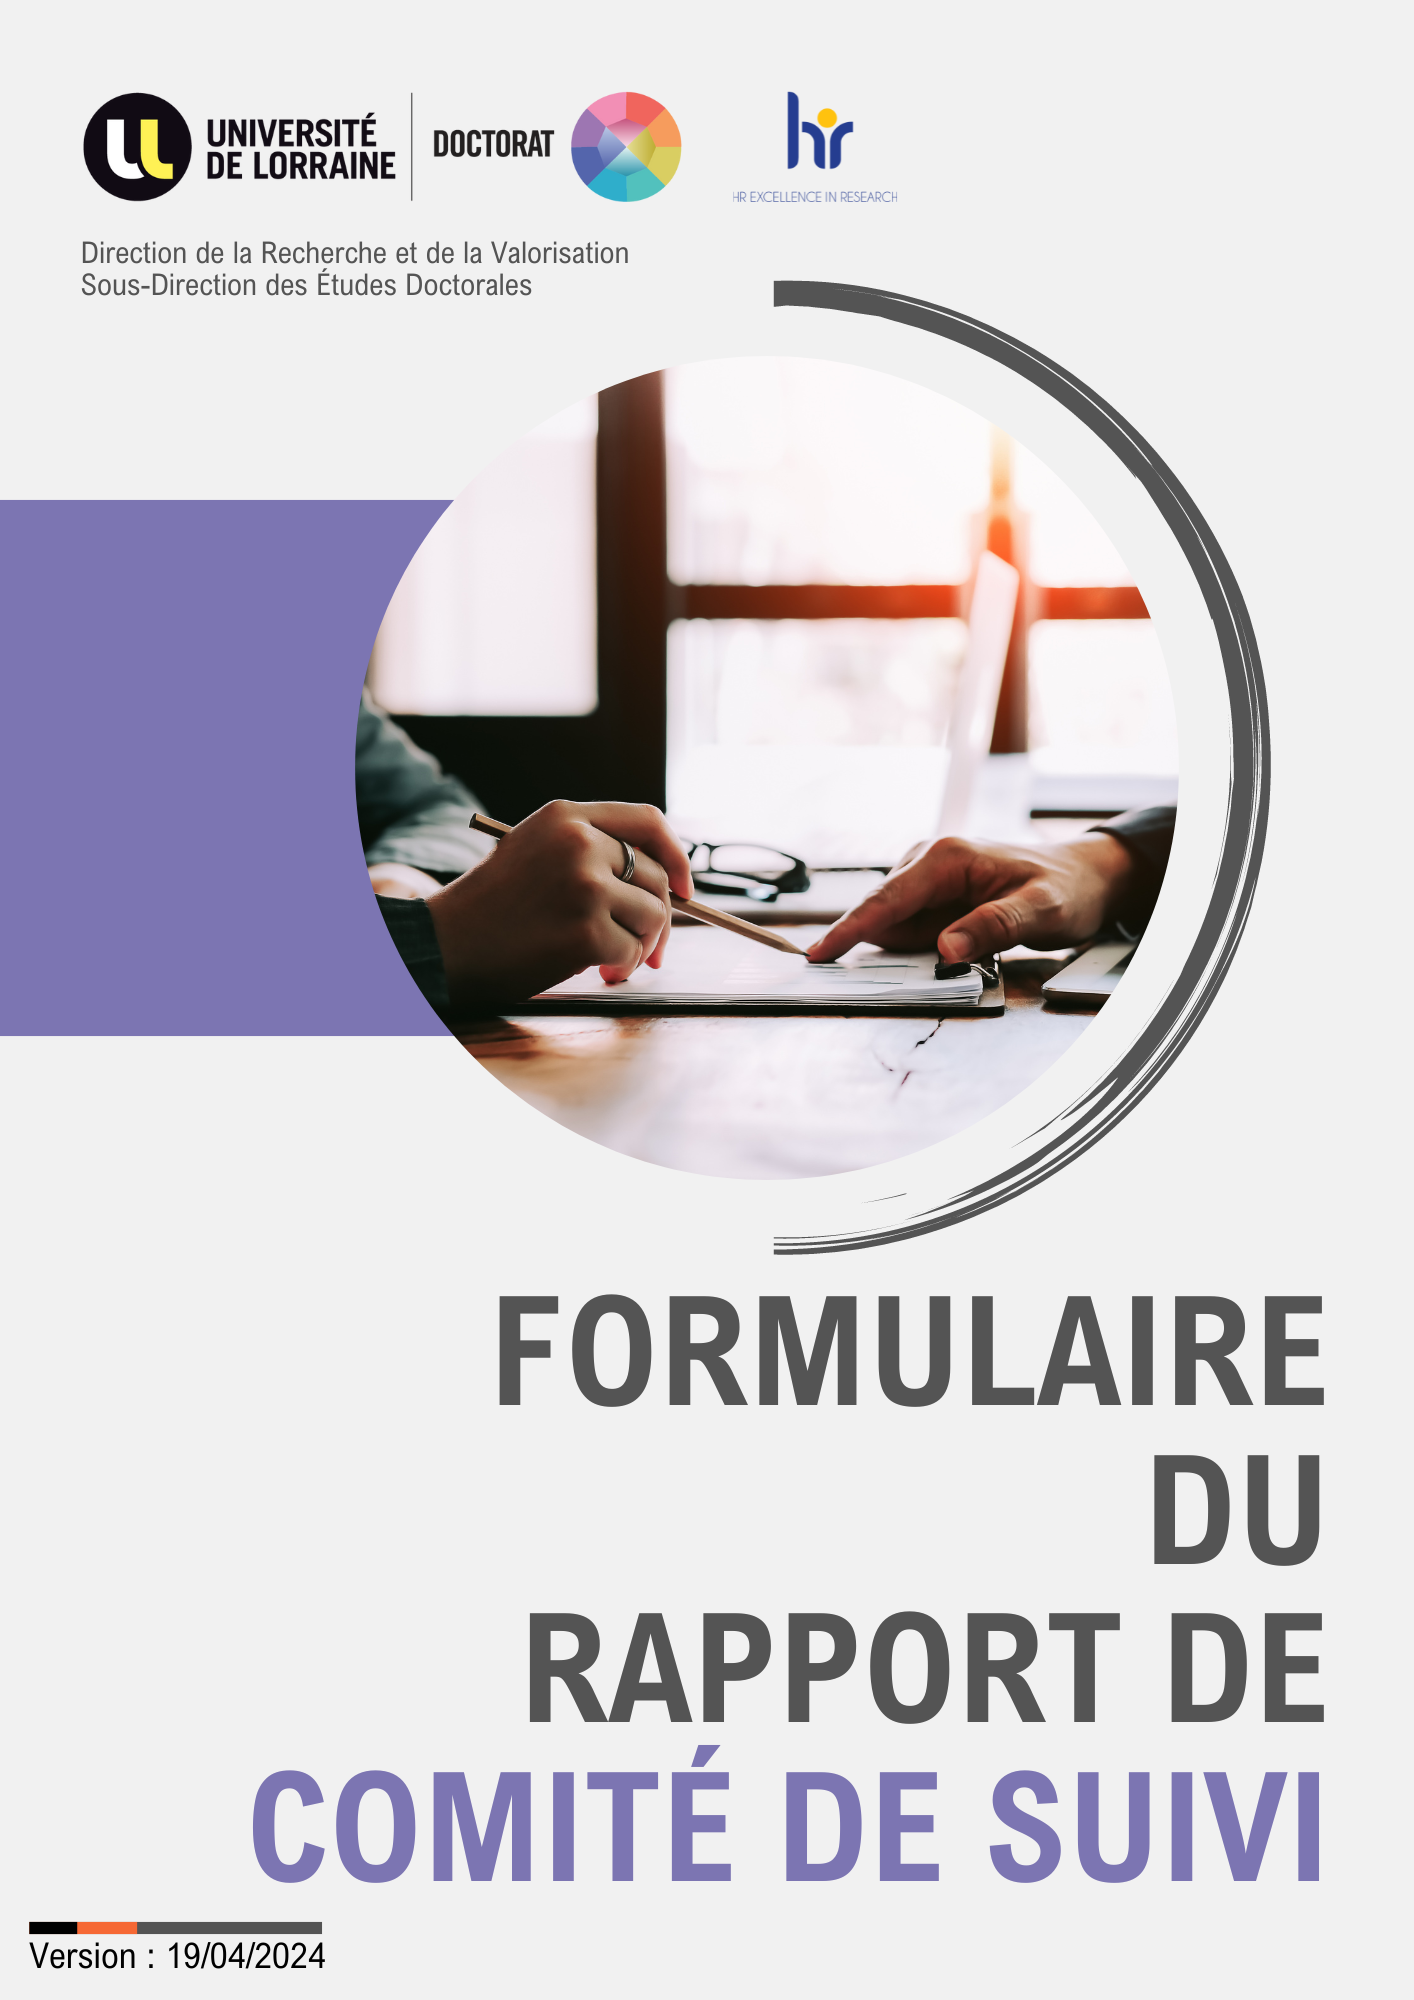 UNIVERSITÉ
DE LORRAINE
DOCTORAT
hr
HR EXCELLENCE IN RESEARCH
Direction de la Recherche et de la Valorisation
Sous-Direction des Études Doctorales
FORMULAIRE
DU
RAPPORT DE
COMITÉ DE SUIVI
Version : 19/04/2024